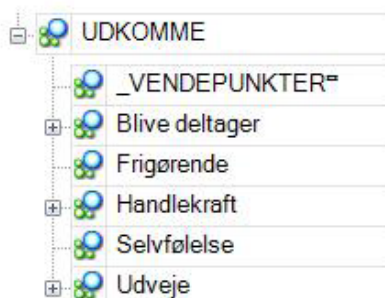 UDKOMME
_VENDEPUNKTER=
Blive deltager
Frigørende
Handlekraft
Selvfølelse
Udveje